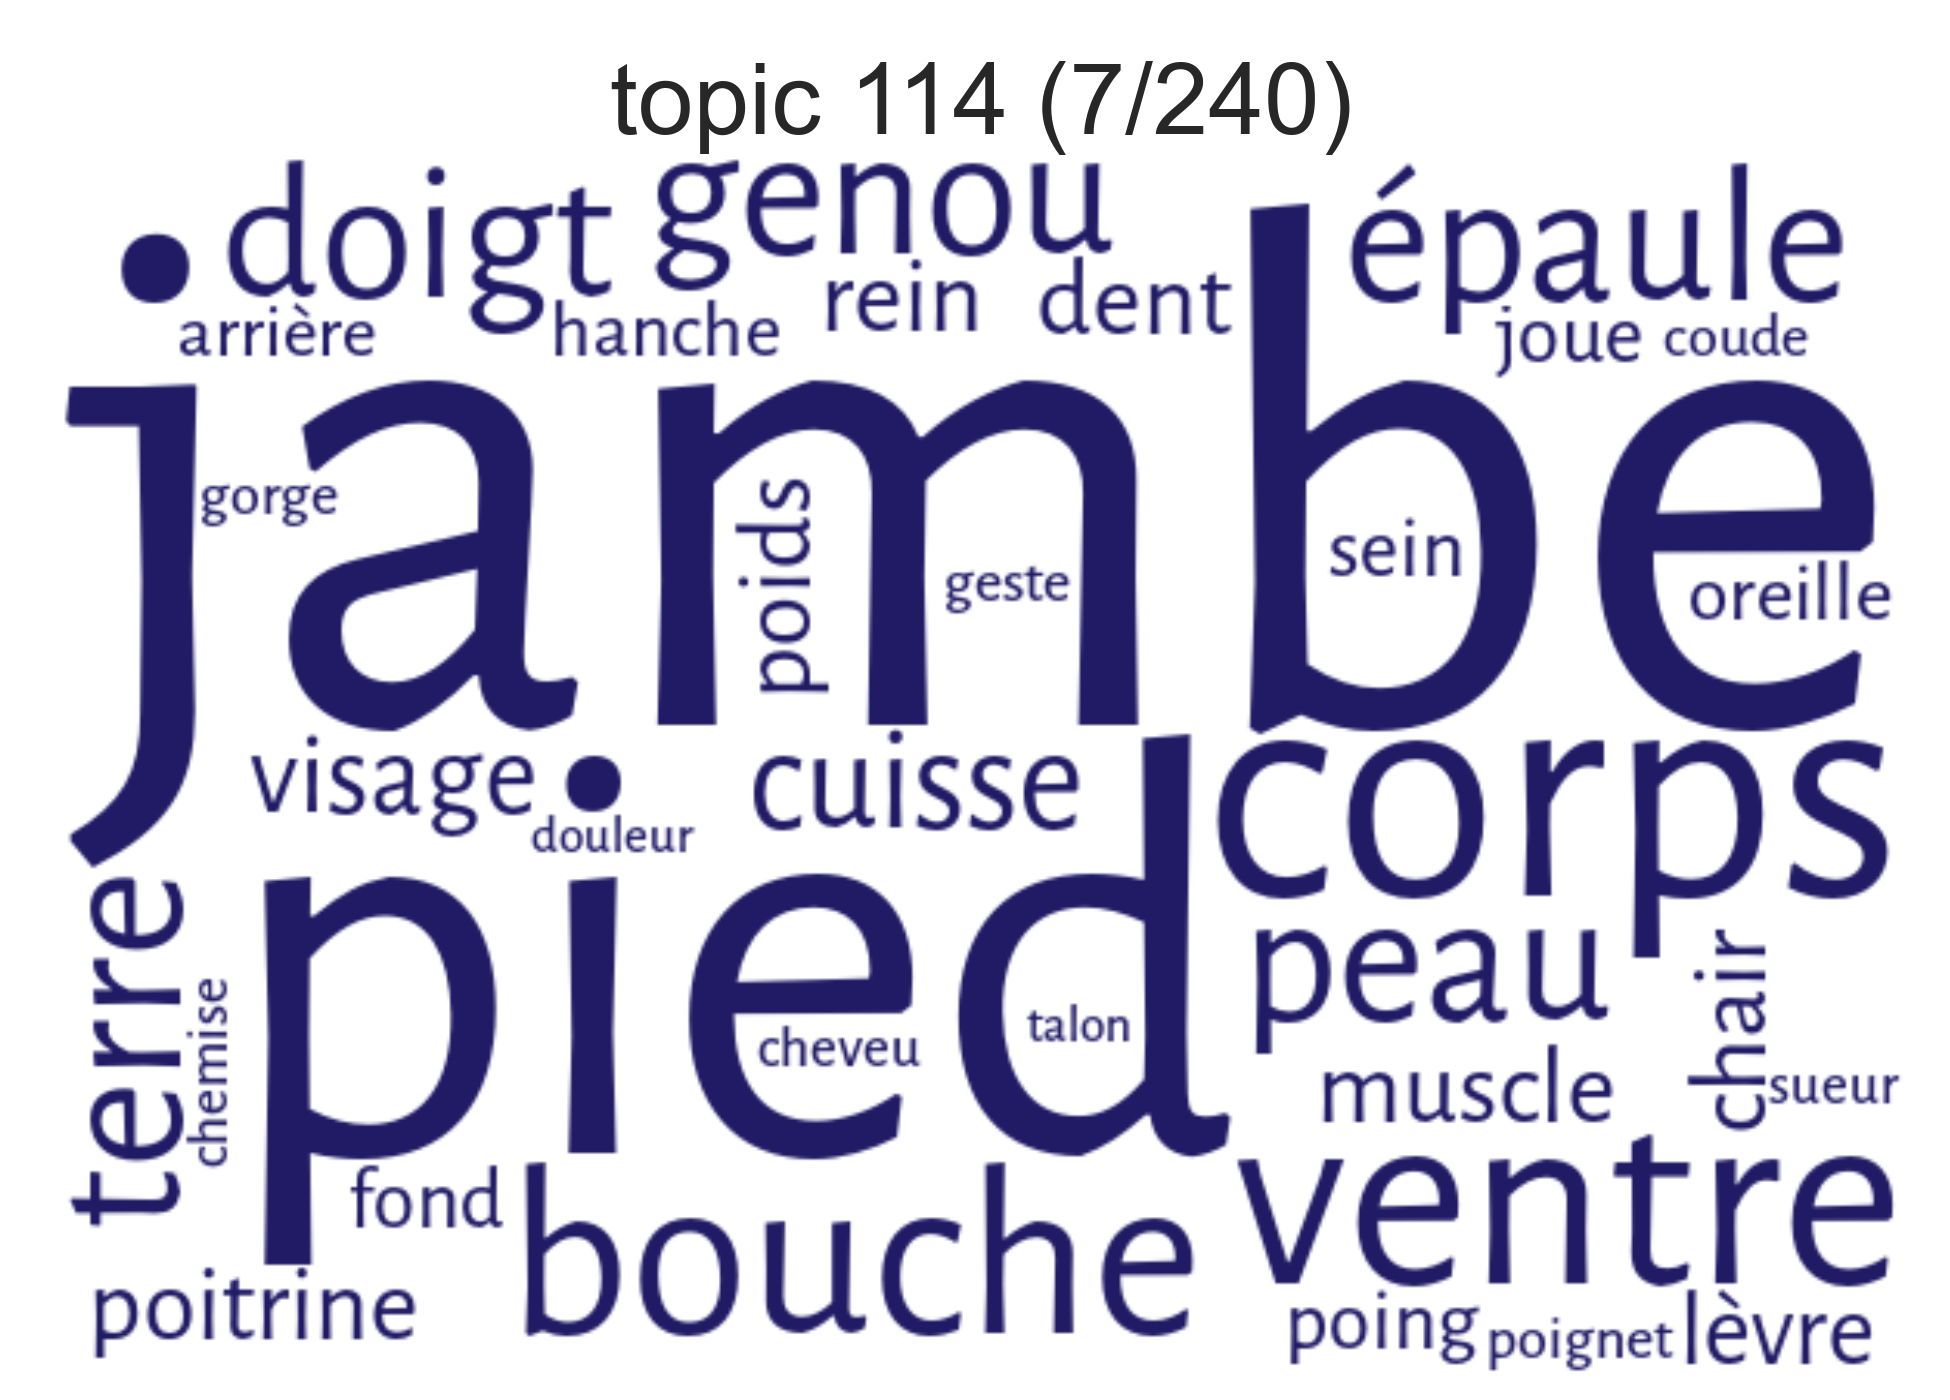 topic 114 (7/240)
doigt genou épaule
arrière hanche rein dent joue coude
jambe
gorge poids geste sein oreille
visage douleur cuisse corps
terre chemise pied cheveu talon peau chair
muscle sueur
fond bouche ventre
poitrine poing poignet lèvre